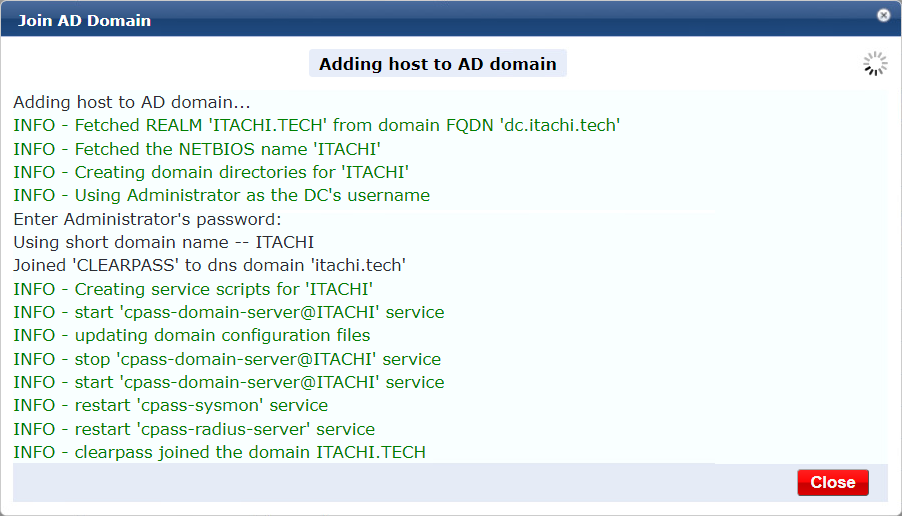 Join AD Domain
Adding host to AD domain
Adding host to AD domain...
INFO - Fetched REALM 'ITACHI.TECH' from domain FQDN 'dc.itachi.tech'
INFO - Fetched the NETBIOS name 'ITACHI'
INFO - Creating domain directories for 'ITACHI'
INFO - Using Administrator as the DC's username
Enter Administrator's password:
Using short domain name -- ITACHI
Joined 'CLEARPASS' to dns domain 'itachi.tech'
INFO - Creating service scripts for 'ITACHI'
INFO - start 'cpass-domain-server@ITACHI' service
INFO - updating domain configuration files
INFO - stop 'cpass-domain-server@ITACHI' service
INFO - start 'cpass-domain-server@ITACHI' service
INFO - restart 'cpass-sysmon' service
INFO - restart 'cpass-radius-server' service
INFO - clearpass joined the domain ITACHI.TECH
Close